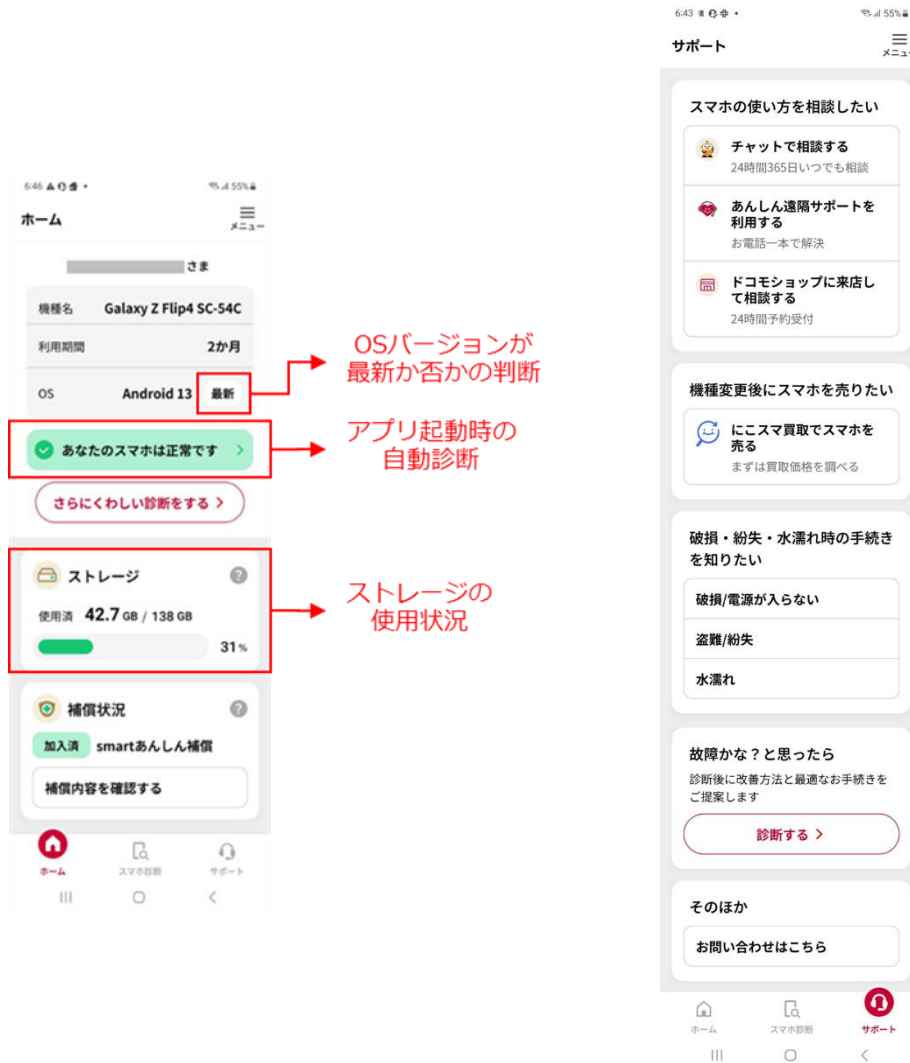 6:46
55%
ホーム
メニュー
さま
機種名 Galaxy Z Flip4 SC-54C
利用期間 2か月
OS Android 13 最新
あなたのスマホは正常です
さらにくわしい診断をする
ストレージ
使用済 42.7 GB / 138 GB
31%
補償状況
加入済 smartあんしん補償
補償内容を確認する
ホーム スマホ診断 サポート
OSバージョンが
最新か否かの判断
アプリ起動時の
自動診断
ストレージの
使用状況
6:43
55%
サポート
メニュー
スマホの使い方を相談したい
チャットで相談する
24時間365日いつでも相談
あんしん遠隔サポートを
利用する
お電話一本で解決
ドコモショップに来店し
て相談する
24時間予約受付
機種変更後にスマホを売りたい
にこスマ買取でスマホを
売る
まずは買取価格を調べる
破損・紛失・水濡れ時の手続き
を知りたい
破損/電源が入らない
盗難/紛失
水濡れ
故障かな？と思ったら
診断後に改善方法と最適なお手続きを
ご提案します
診断する
そのほか
お問い合わせはこちら
ホーム スマホ診断 サポート